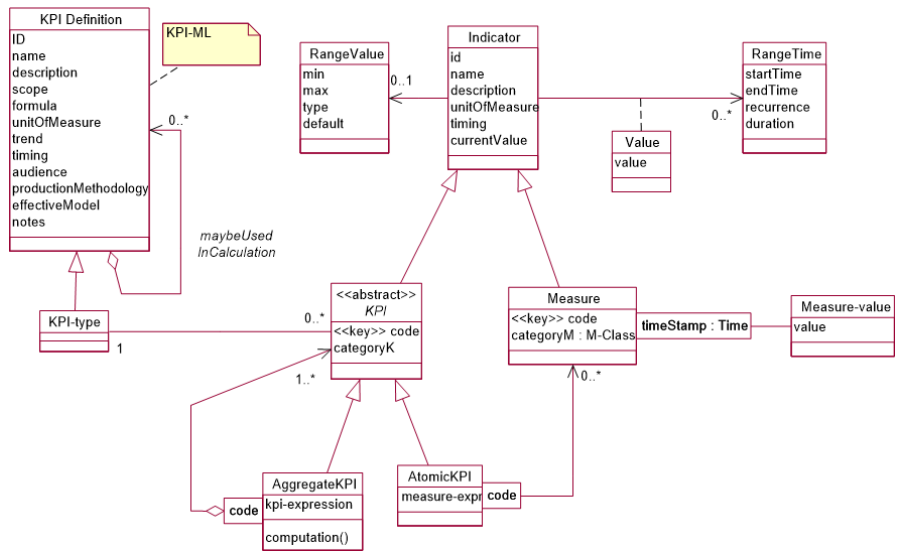 KPI Definition
ID
name
description
scope
formula
unitOfMeasure
trend
timing
audience
productionMethodology
effectiveModel
notes
KPI-ML
0..*
maybeUsed
InCalculation
RangeValue
min
max
type
default
0..1
Indicator
id
name
description
unitOfMeasure
timing
currentValue
RangeTime
startTime
endTime
recurrence
duration
0..*
Value
value
KPI-type
1
0..*
<<abstract>>
KPI
<<key>> code
categoryK
1..*
Measure
<<key>> code
categoryM : M-Class
0..*
timeStamp : Time
Measure-value
value
AggregateKPI
kpi-expression
computation()
code
AtomicKPI
measure-expr
code